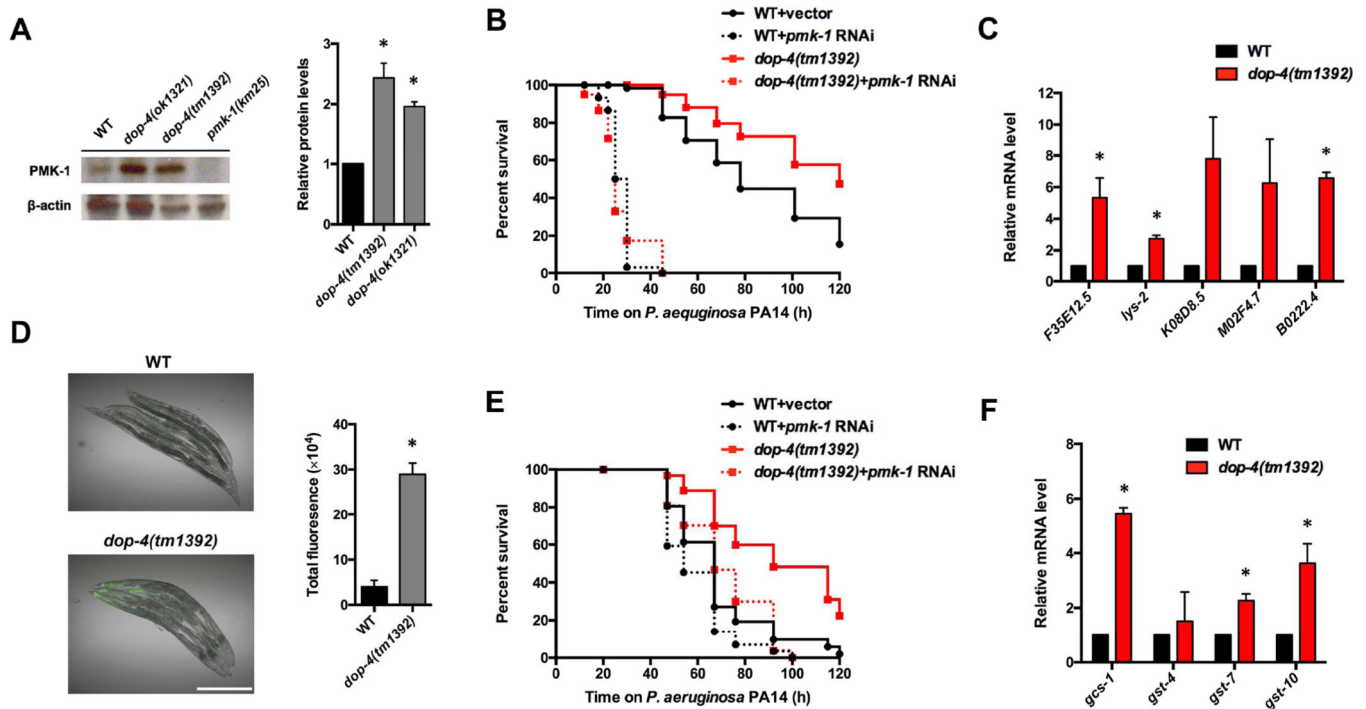 A
WT
dop-4(ok1321)
dop-4(tm1392)
pmk-1(km25)
PMK-1
β-actin
Relative protein levels
3
2
1
0
WT
dop-4(tm1392)
dop-4(ok1321)
*
*
B
WT+vector
WT+pmk-1 RNAi
dop-4(tm1392)
dop-4(tm1392)+pmk-1 RNAi
Percent survival
100
80
60
40
20
0
0 20 40 60 80 100 120
Time on P. aequginosa PA14 (h)
C
WT
dop-4(tm1392)
Relative mRNA level
12
10
8
6
4
2
0
* * *
F35E12.5
lys-2
K08D8.5
M02F4.7
B0222.4
D
WT
dop-4(tm1392)
Total fluoresence (×10⁴)
40
30
20
10
0
*
WT
dop-4(tm1392)
E
WT+vector
WT+pmk-1 RNAi
dop-4(tm1392)
dop-4(tm1392)+pmk-1 RNAi
Percent survival
100
80
60
40
20
0
0 20 40 60 80 100 120
Time on P. aeruginosa PA14 (h)
F
WT
dop-4(tm1392)
Relative mRNA level
8
6
4
2
0
* * *
gcs-1
gst-4
gst-7
gst-10